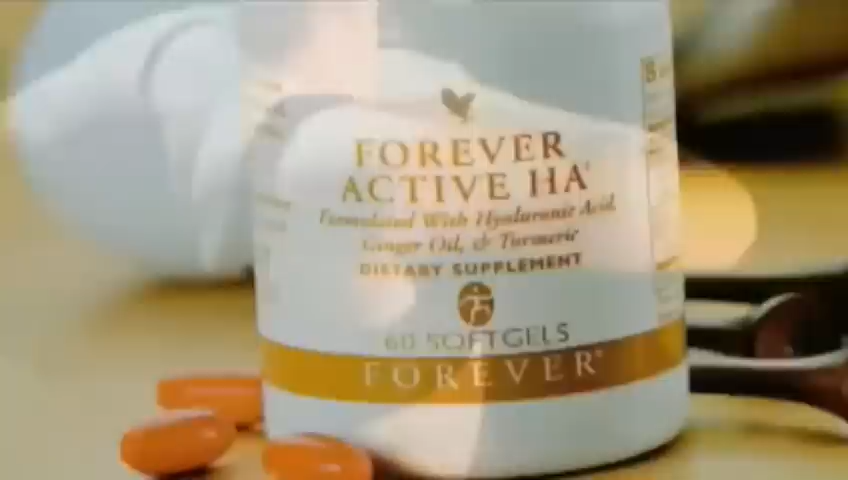 FOREVER
ACTIVE HA®
Formulated With Hyaluronic Acid,
Ginger Oil, & Turmeric
DIETARY SUPPLEMENT
60 SOFTGELS
FOREVER®